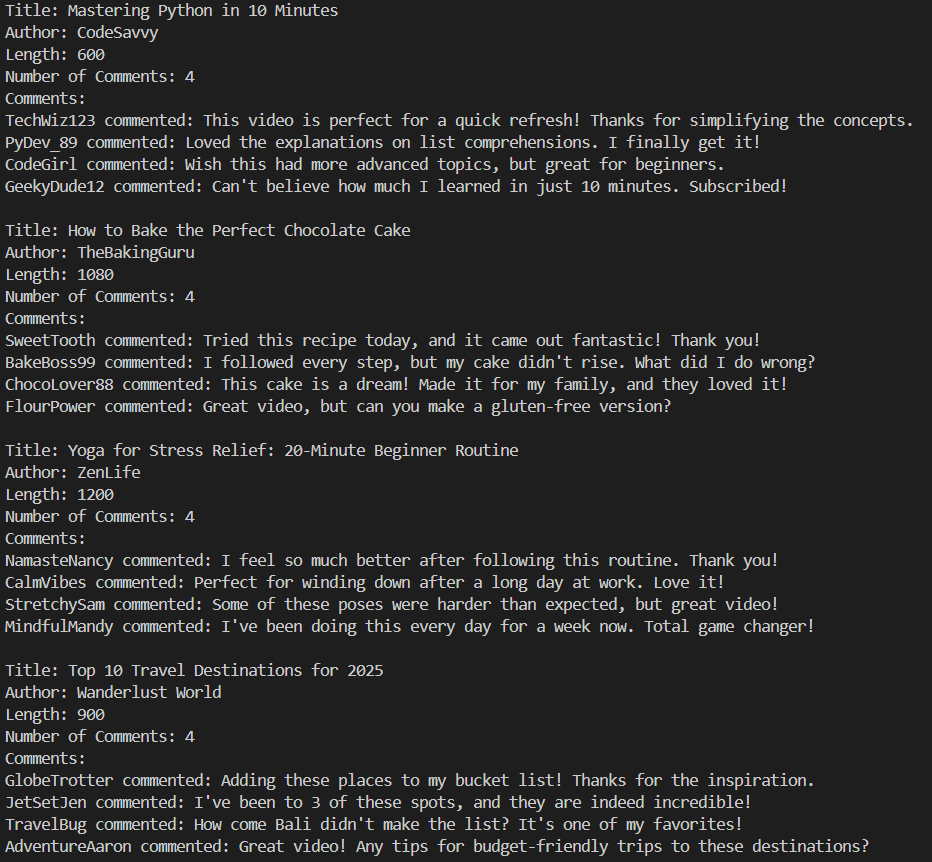 Title: Mastering Python in 10 Minutes
Author: CodeSavvy
Length: 600
Number of Comments: 4
Comments:
TechWiz123 commented: This video is perfect for a quick refresh! Thanks for simplifying the concepts.
PyDev_89 commented: Loved the explanations on list comprehensions. I finally get it!
CodeGirl commented: Wish this had more advanced topics, but great for beginners.
GeekyDude12 commented: Can't believe how much I learned in just 10 minutes. Subscribed!

Title: How to Bake the Perfect Chocolate Cake
Author: TheBakingGuru
Length: 1080
Number of Comments: 4
Comments:
SweetTooth commented: Tried this recipe today, and it came out fantastic! Thank you!
BakeBoss99 commented: I followed every step, but my cake didn't rise. What did I do wrong?
ChocoLover88 commented: This cake is a dream! Made it for my family, and they loved it!
FlourPower commented: Great video, but can you make a gluten-free version?

Title: Yoga for Stress Relief: 20-Minute Beginner Routine
Author: ZenLife
Length: 1200
Number of Comments: 4
Comments:
NamasteNancy commented: I feel so much better after following this routine. Thank you!
CalmVibes commented: Perfect for winding down after a long day at work. Love it!
StretchySam commented: Some of these poses were harder than expected, but great video!
MindfulMandy commented: I've been doing this every day for a week now. Total game changer!

Title: Top 10 Travel Destinations for 2025
Author: Wanderlust World
Length: 900
Number of Comments: 4
Comments:
GlobeTrotter commented: Adding these places to my bucket list! Thanks for the inspiration.
JetSetJen commented: I've been to 3 of these spots, and they are indeed incredible!
TravelBug commented: How come Bali didn't make the list? It's one of my favorites!
AdventureAaron commented: Great video! Any tips for budget-friendly trips to these destinations?